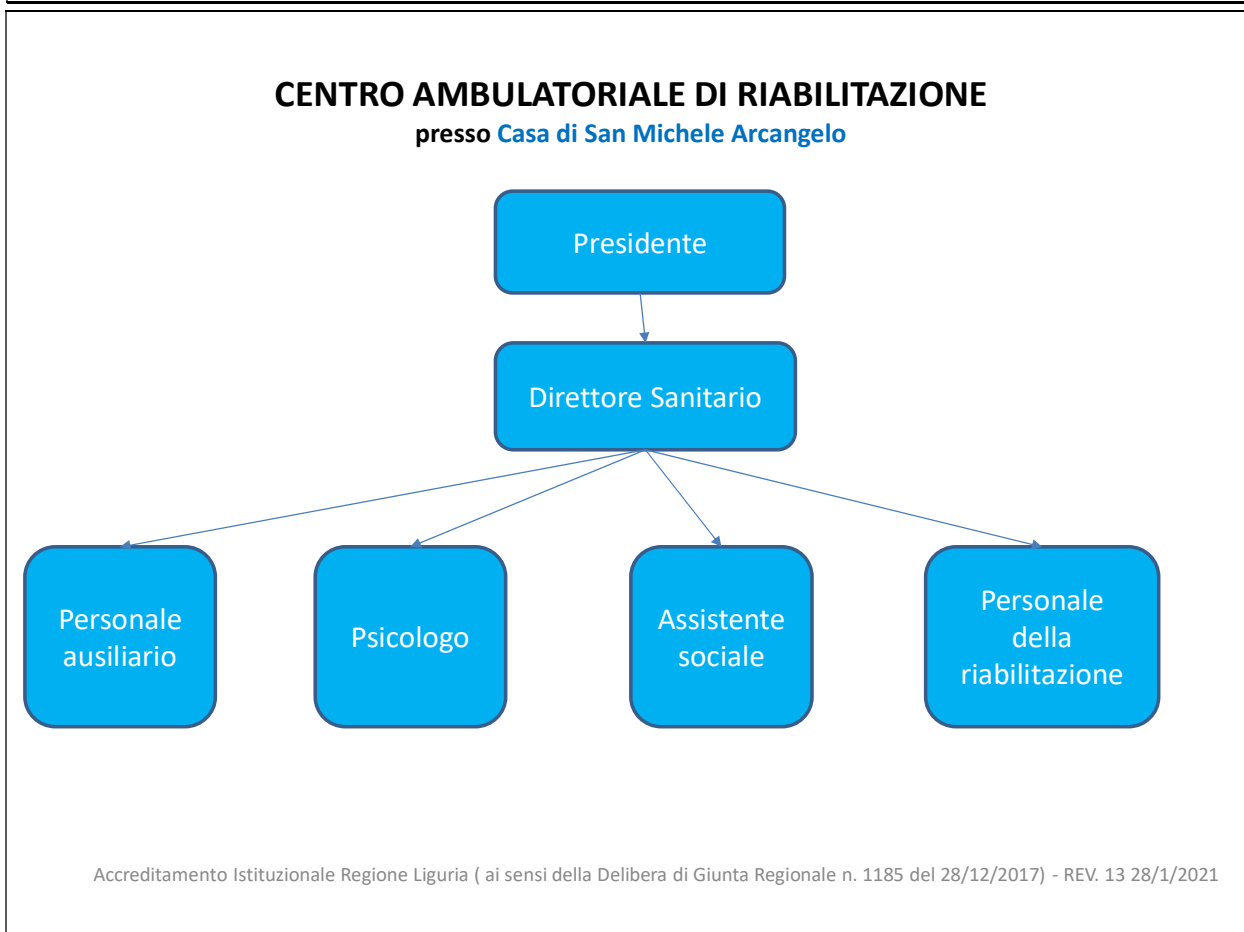 CENTRO AMBULATORIALE DI RIABILITAZIONE
presso Casa di San Michele Arcangelo
Presidente
Direttore Sanitario
Personale
ausiliario
Psicologo
Assistente
sociale
Personale
della
riabilitazione
Accreditamento Istituzionale Regione Liguria ( ai sensi della Delibera di Giunta Regionale n. 1185 del 28/12/2017) - REV. 13 28/1/2021